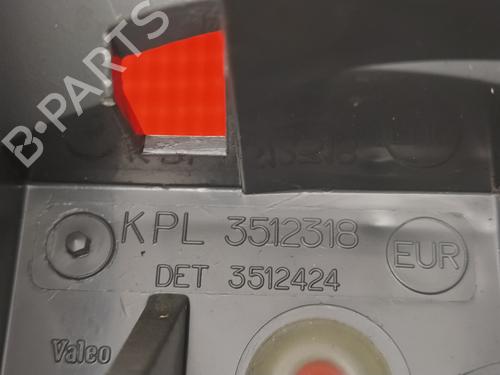 B-PARTS
KPL 3512318
EUR
DET 3512424
Valeo